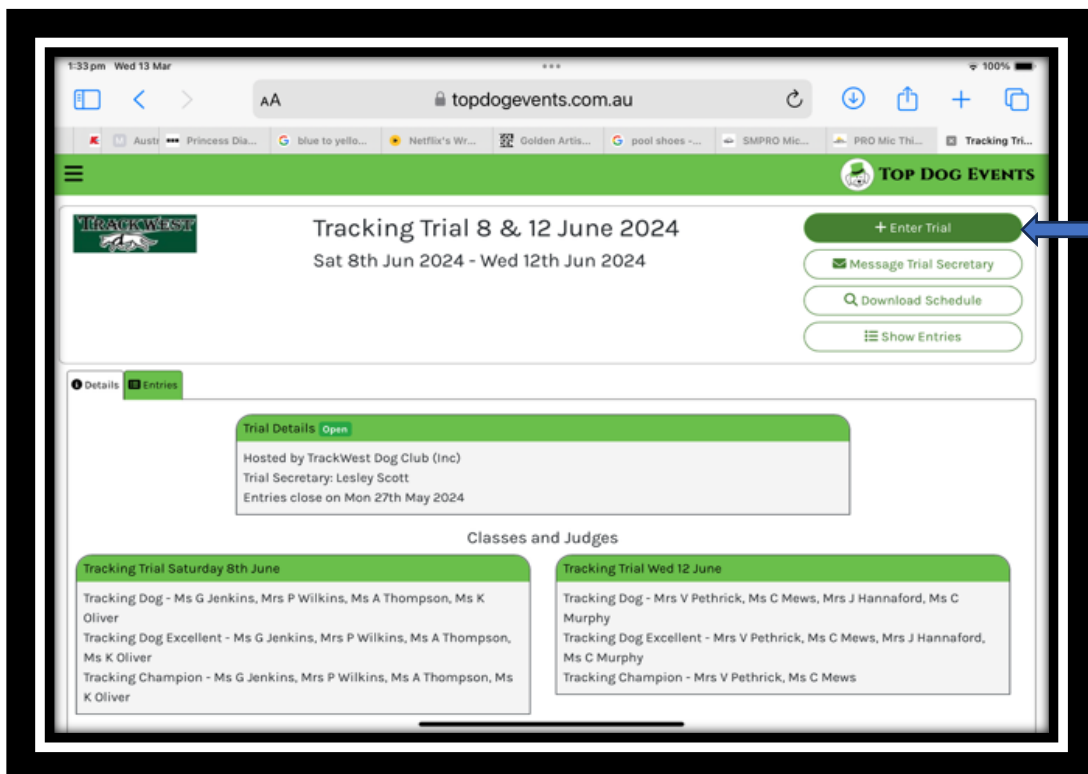 1:33 pm Wed 13 Mar
100%
AA
topdogevents.com.au
Austr
Princess Dia...
blue to yello...
Netflix's Wr...
Golden Artis...
pool shoes -...
SMPRO Mic...
PRO Mic Thi...
Tracking Tri...
TOP DOG EVENTS
TRACKWEST
Tracking Trial 8 & 12 June 2024
Sat 8th Jun 2024 - Wed 12th Jun 2024
+ Enter Trial
Message Trial Secretary
Download Schedule
Show Entries
Details
Entries
Trial Details Open
Hosted by TrackWest Dog Club (Inc)
Trial Secretary: Lesley Scott
Entries close on Mon 27th May 2024
Classes and Judges
Tracking Trial Saturday 8th June
Tracking Dog - Ms G Jenkins, Mrs P Wilkins, Ms A Thompson, Ms K
Oliver
Tracking Dog Excellent - Ms G Jenkins, Mrs P Wilkins, Ms A Thompson,
Ms K Oliver
Tracking Champion - Ms G Jenkins, Mrs P Wilkins, Ms A Thompson, Ms
K Oliver
Tracking Trial Wed 12 June
Tracking Dog - Mrs V Pethrick, Ms C Mews, Mrs J Hannaford, Ms C
Murphy
Tracking Dog Excellent - Mrs V Pethrick, Ms C Mews, Mrs J Hannaford,
Ms C Murphy
Tracking Champion - Mrs V Pethrick, Ms C Mews